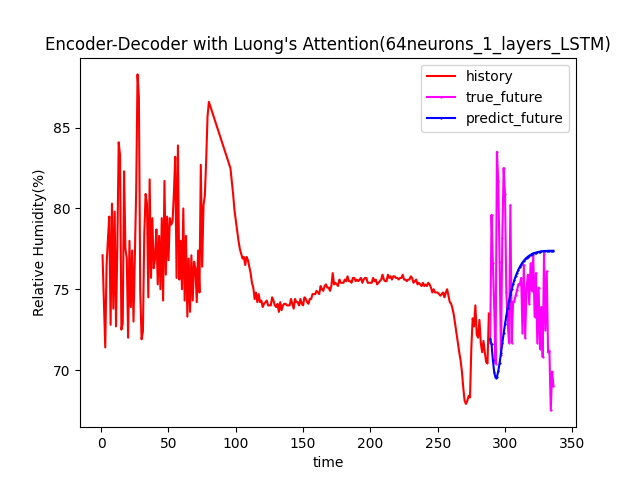 Encoder-Decoder with Luong's Attention(64neurons_1_layers_LSTM)
history
true_future
predict_future
Relative Humidity(%)
85
80
75
70
0 50 100 150 200 250 300 350
time